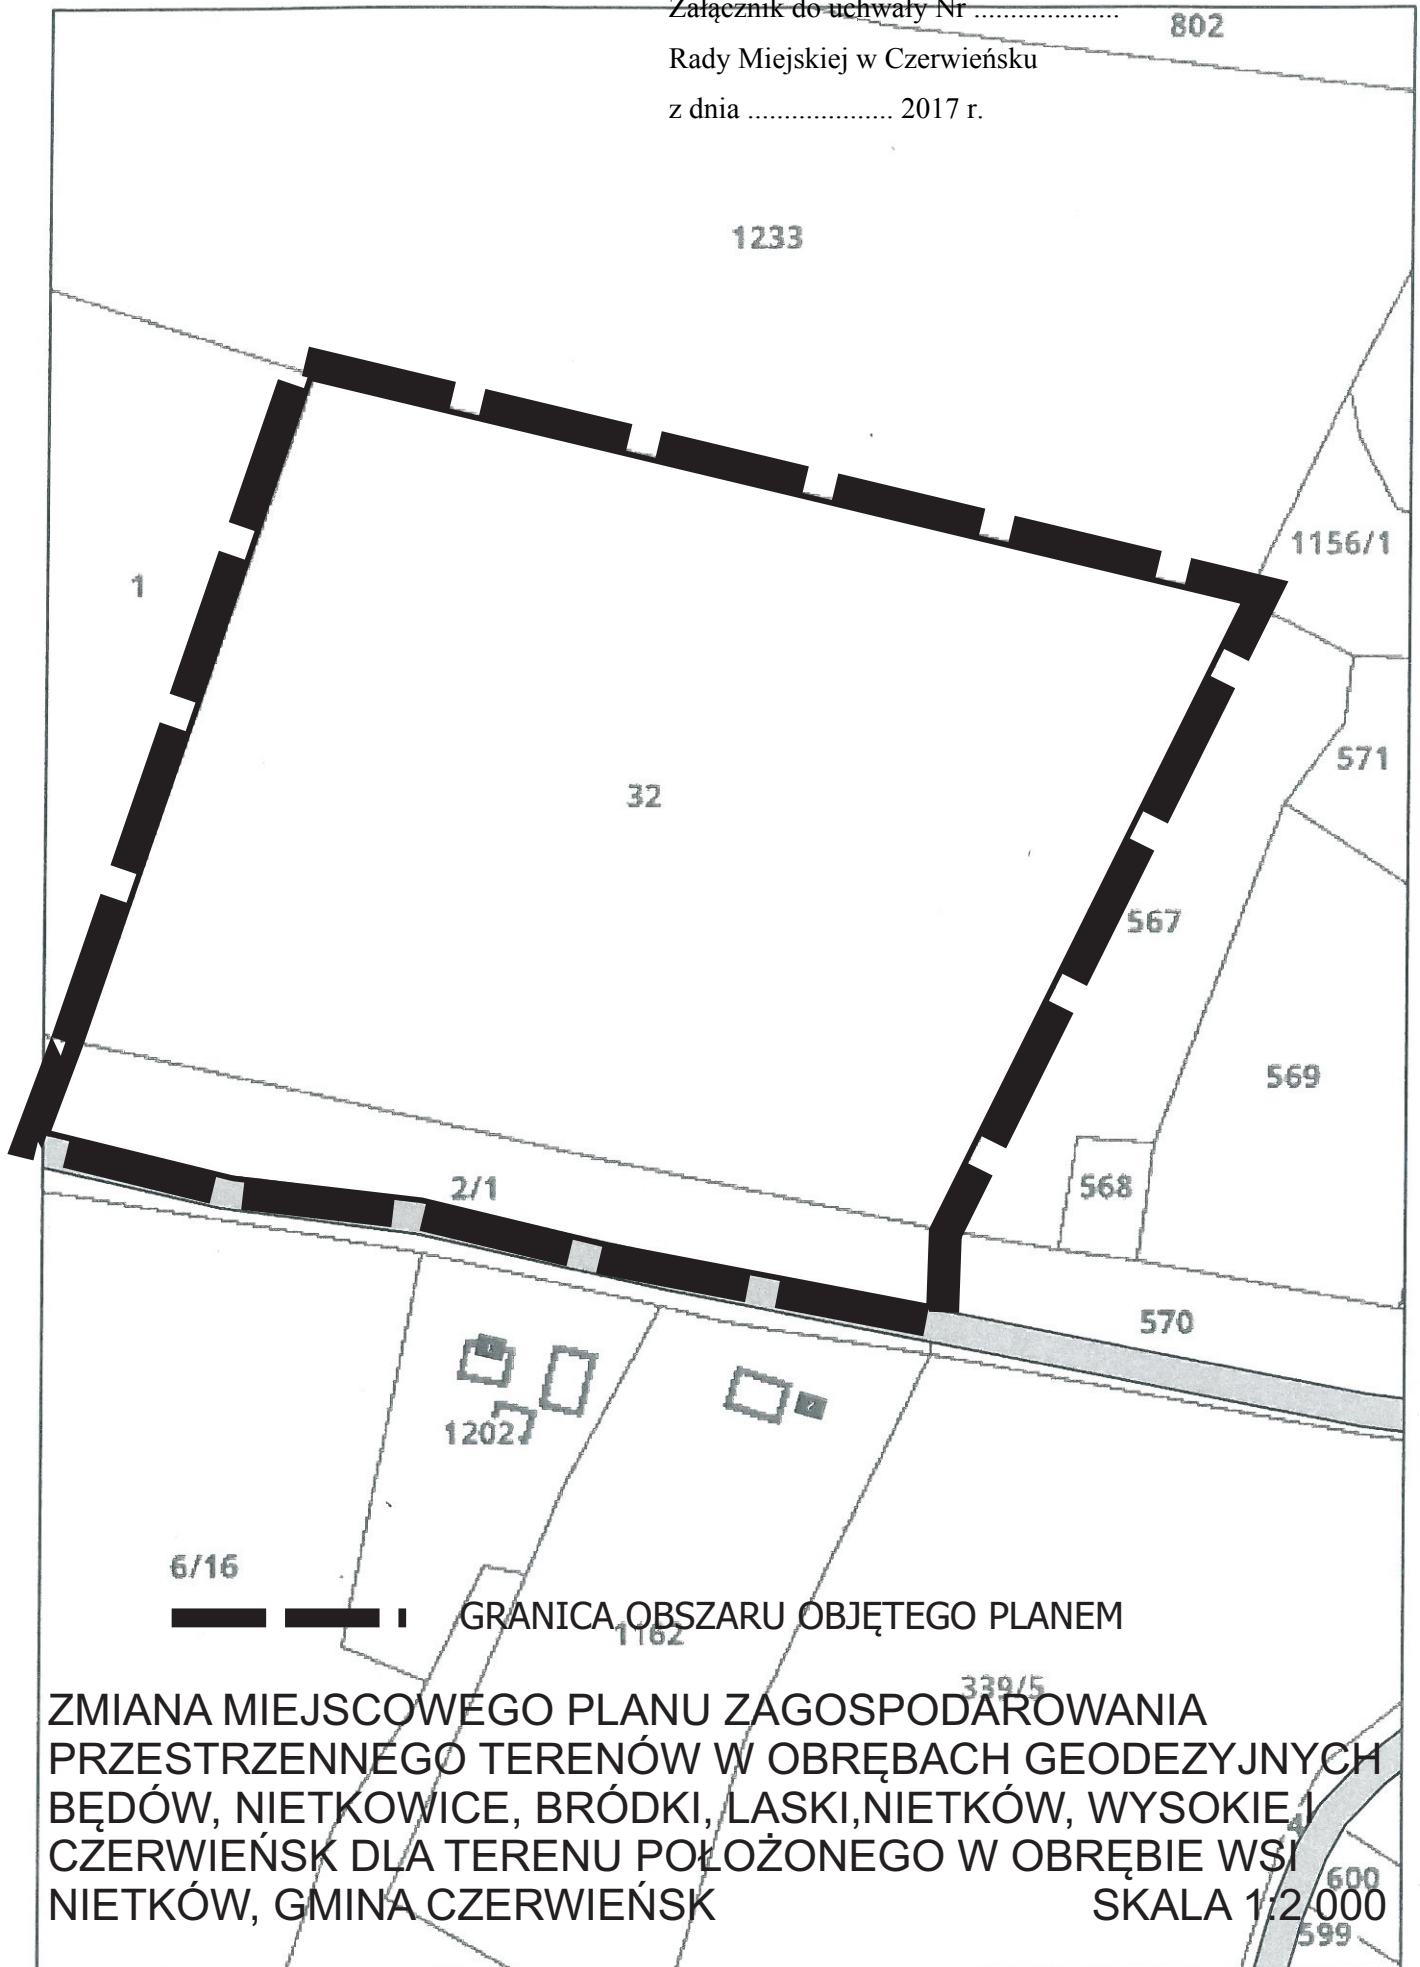 Załącznik do uchwały Nr ....................
802
Rady Miejskiej w Czerwieńsku
z dnia .................... 2017 r.
1233
1156/1
1
571
32
567
569
568
2/1
570
1202
6/16
GRANICA OBSZARU OBJĘTEGO PLANEM
1162
339/5
ZMIANA MIEJSCOWEGO PLANU ZAGOSPODAROWANIA
PRZESTRZENNEGO TERENÓW W OBRĘBACH GEODEZYJNYCH
BĘDÓW, NIETKOWICE, BRÓDKI, LASKI,NIETKÓW, WYSOKIE I
CZERWIEŃSK DLA TERENU POŁOŻONEGO W OBRĘBIE WSI
600
NIETKÓW, GMINA CZERWIEŃSK SKALA 1:2 000
599